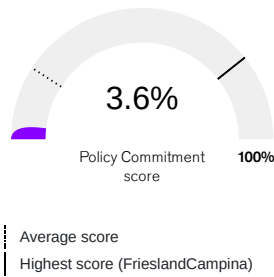 3.6%
Policy Commitment
100%
score
Average score
Highest score (FrieslandCampina)